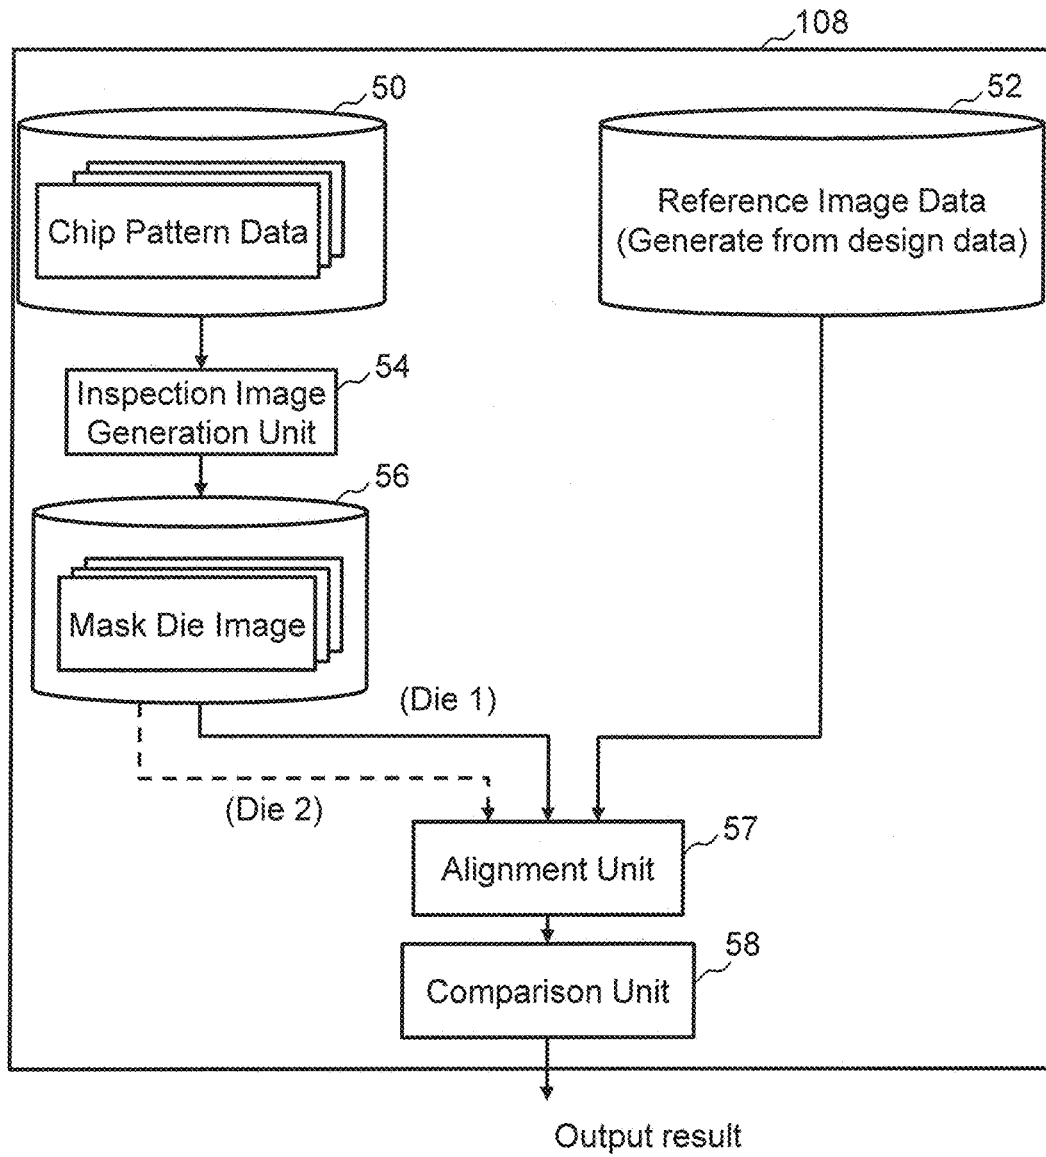 108
50
52
Chip Pattern Data
Reference Image Data
(Generate from design data)
54
Inspection Image
Generation Unit
56
Mask Die Image
(Die 1)
(Die 2)
57
Alignment Unit
58
Comparison Unit
Output result